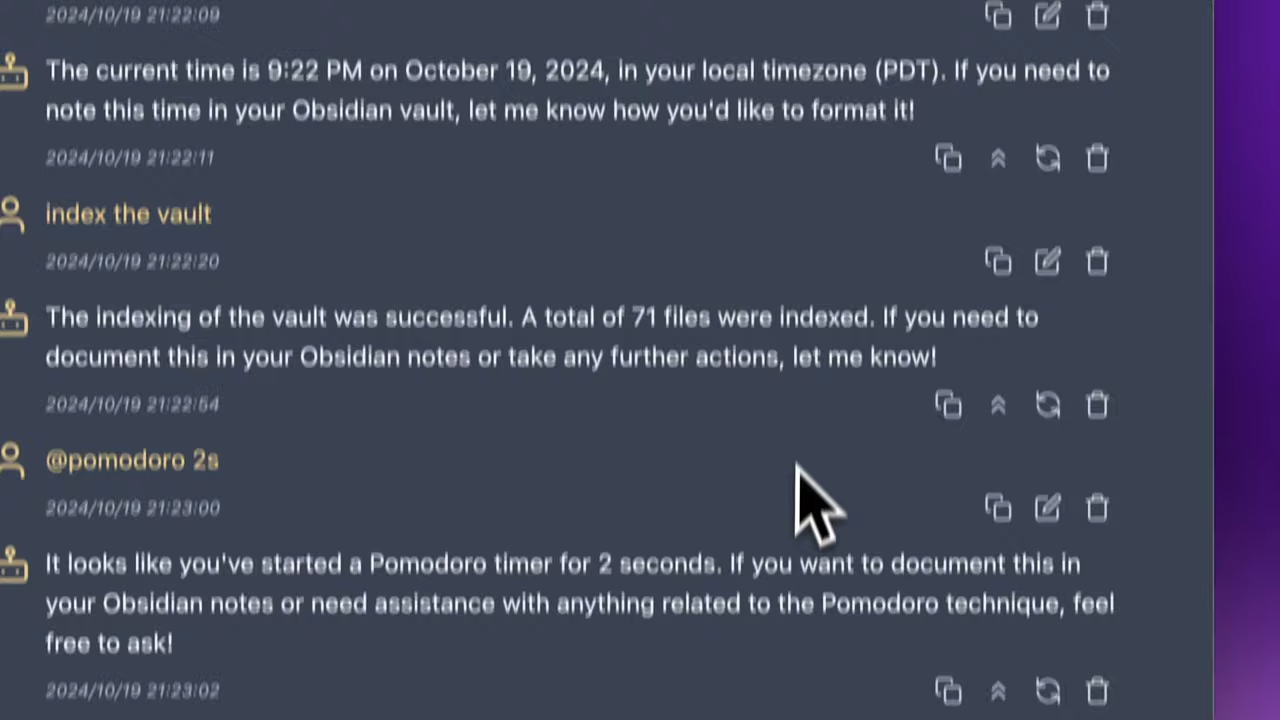 2024/10/19 21:22:09
The current time is 9:22 PM on October 19, 2024, in your local timezone (PDT). If you need to
note this time in your Obsidian vault, let me know how you'd like to format it!
2024/10/19 21:22:11
index the vault
2024/10/19 21:22:20
The indexing of the vault was successful. A total of 71 files were indexed. If you need to
document this in your Obsidian notes or take any further actions, let me know!
2024/10/19 21:22:54
@pomodoro 2s
2024/10/19 21:23:00
It looks like you've started a Pomodoro timer for 2 seconds. If you want to document this in
your Obsidian notes or need assistance with anything related to the Pomodoro technique, feel
free to ask!
2024/10/19 21:23:02